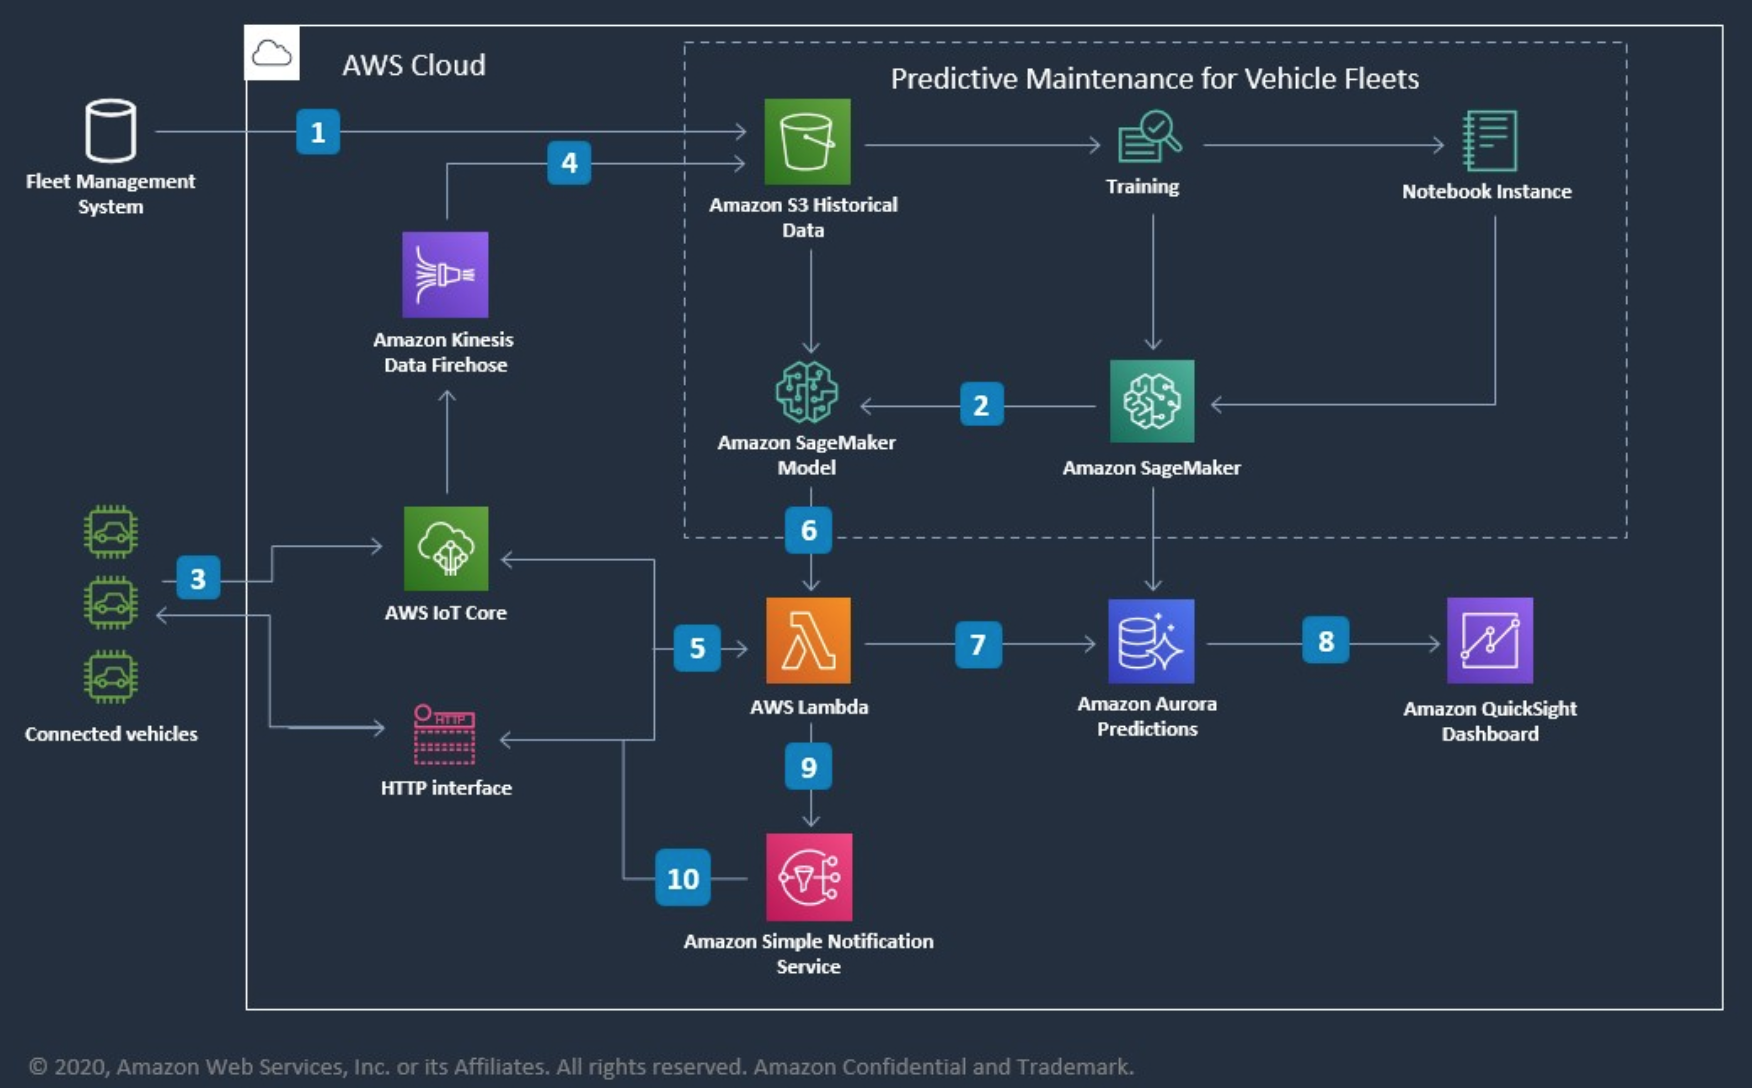 AWS Cloud
Predictive Maintenance for Vehicle Fleets
1
4
Fleet Management
System
Amazon S3 Historical
Data
Training
Notebook Instance
Amazon Kinesis
Data Firehose
2
Amazon SageMaker
Model
Amazon SageMaker
6
3
AWS IoT Core
5
7
8
AWS Lambda
Amazon Aurora
Predictions
Amazon QuickSight
Dashboard
Connected vehicles
HTTP
HTTP interface
9
10
Amazon Simple Notification
Service
© 2020, Amazon Web Services, Inc. or its Affiliates. All rights reserved. Amazon Confidential and Trademark.